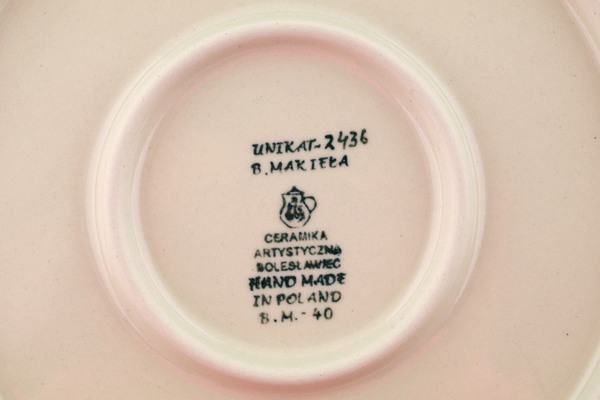 UNIKAT-2436
B. MAKIEŁA
CERAMIKA
ARTYSTYCZNA
BOLESŁAWIEC
HAND MADE
IN POLAND
B.M.-40